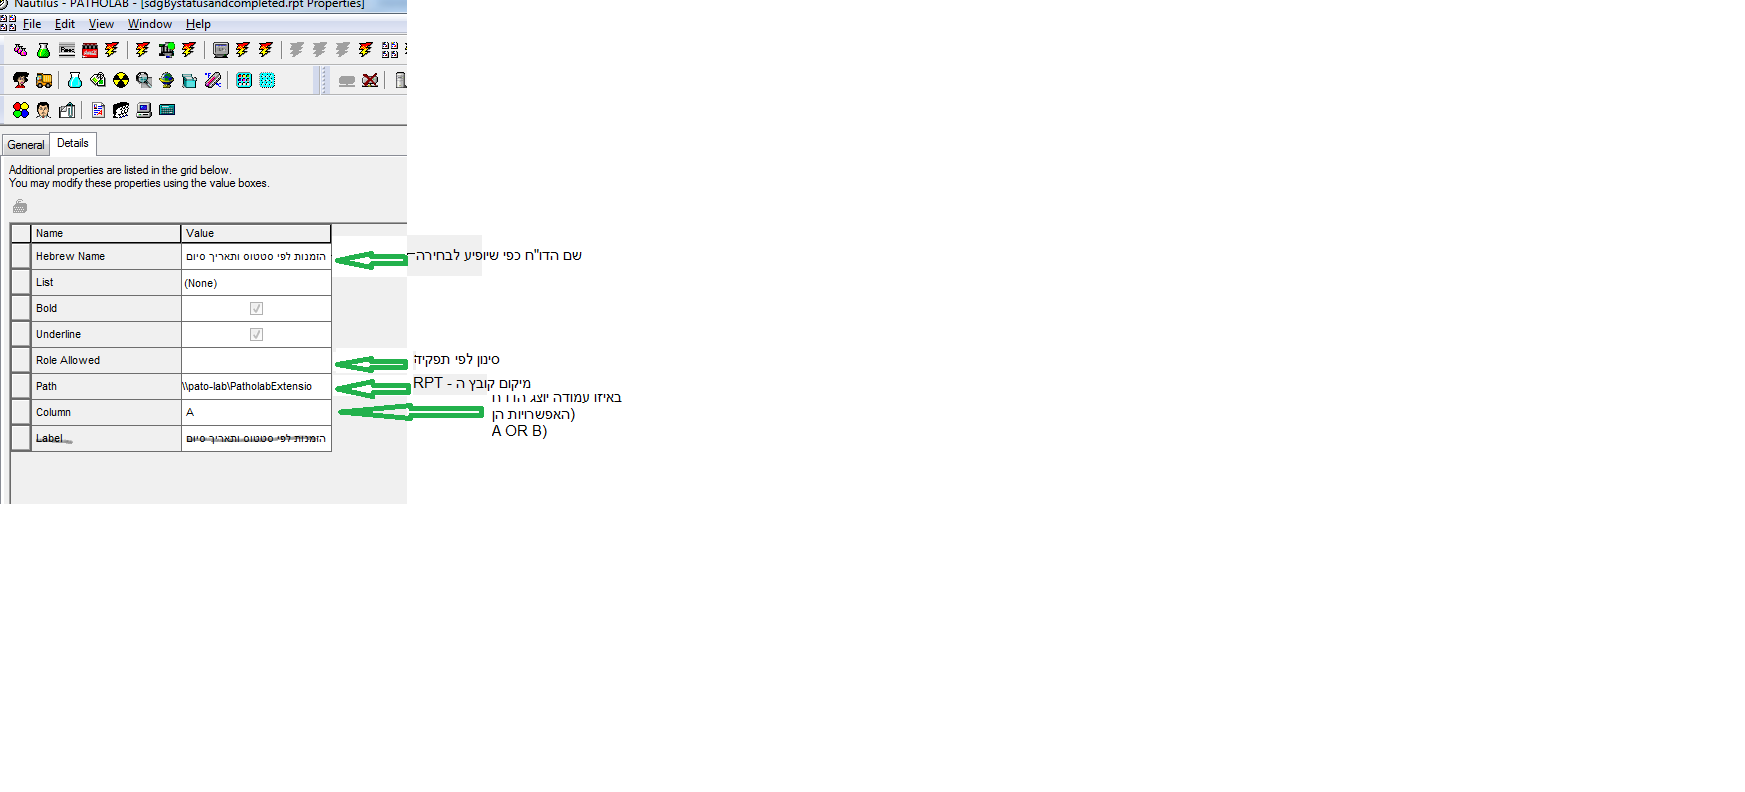 Nautilus - PATHOLAB - [sdgBystatusandcompleted.rpt Properties]
File Edit View Window Help
General Details
Additional properties are listed in the grid below.
You may modify these properties using the value boxes.
Name Value
Hebrew Name הזמנות לפי סטטוס ותאריך סיום
שם הדו"ח כפי שיופיע לבחירה
List (None)
Bold
Underline
Role Allowed
סינון לפי תפקיד
Path \\pato-lab\PatholabExtensio
מיקום קובץ ה - RPT
Column A
באיזו עמודה יוצג הדו"ח
(האפשרויות הן
A OR B)
Label הזמנות לפי סטטוס ותאריך סיום